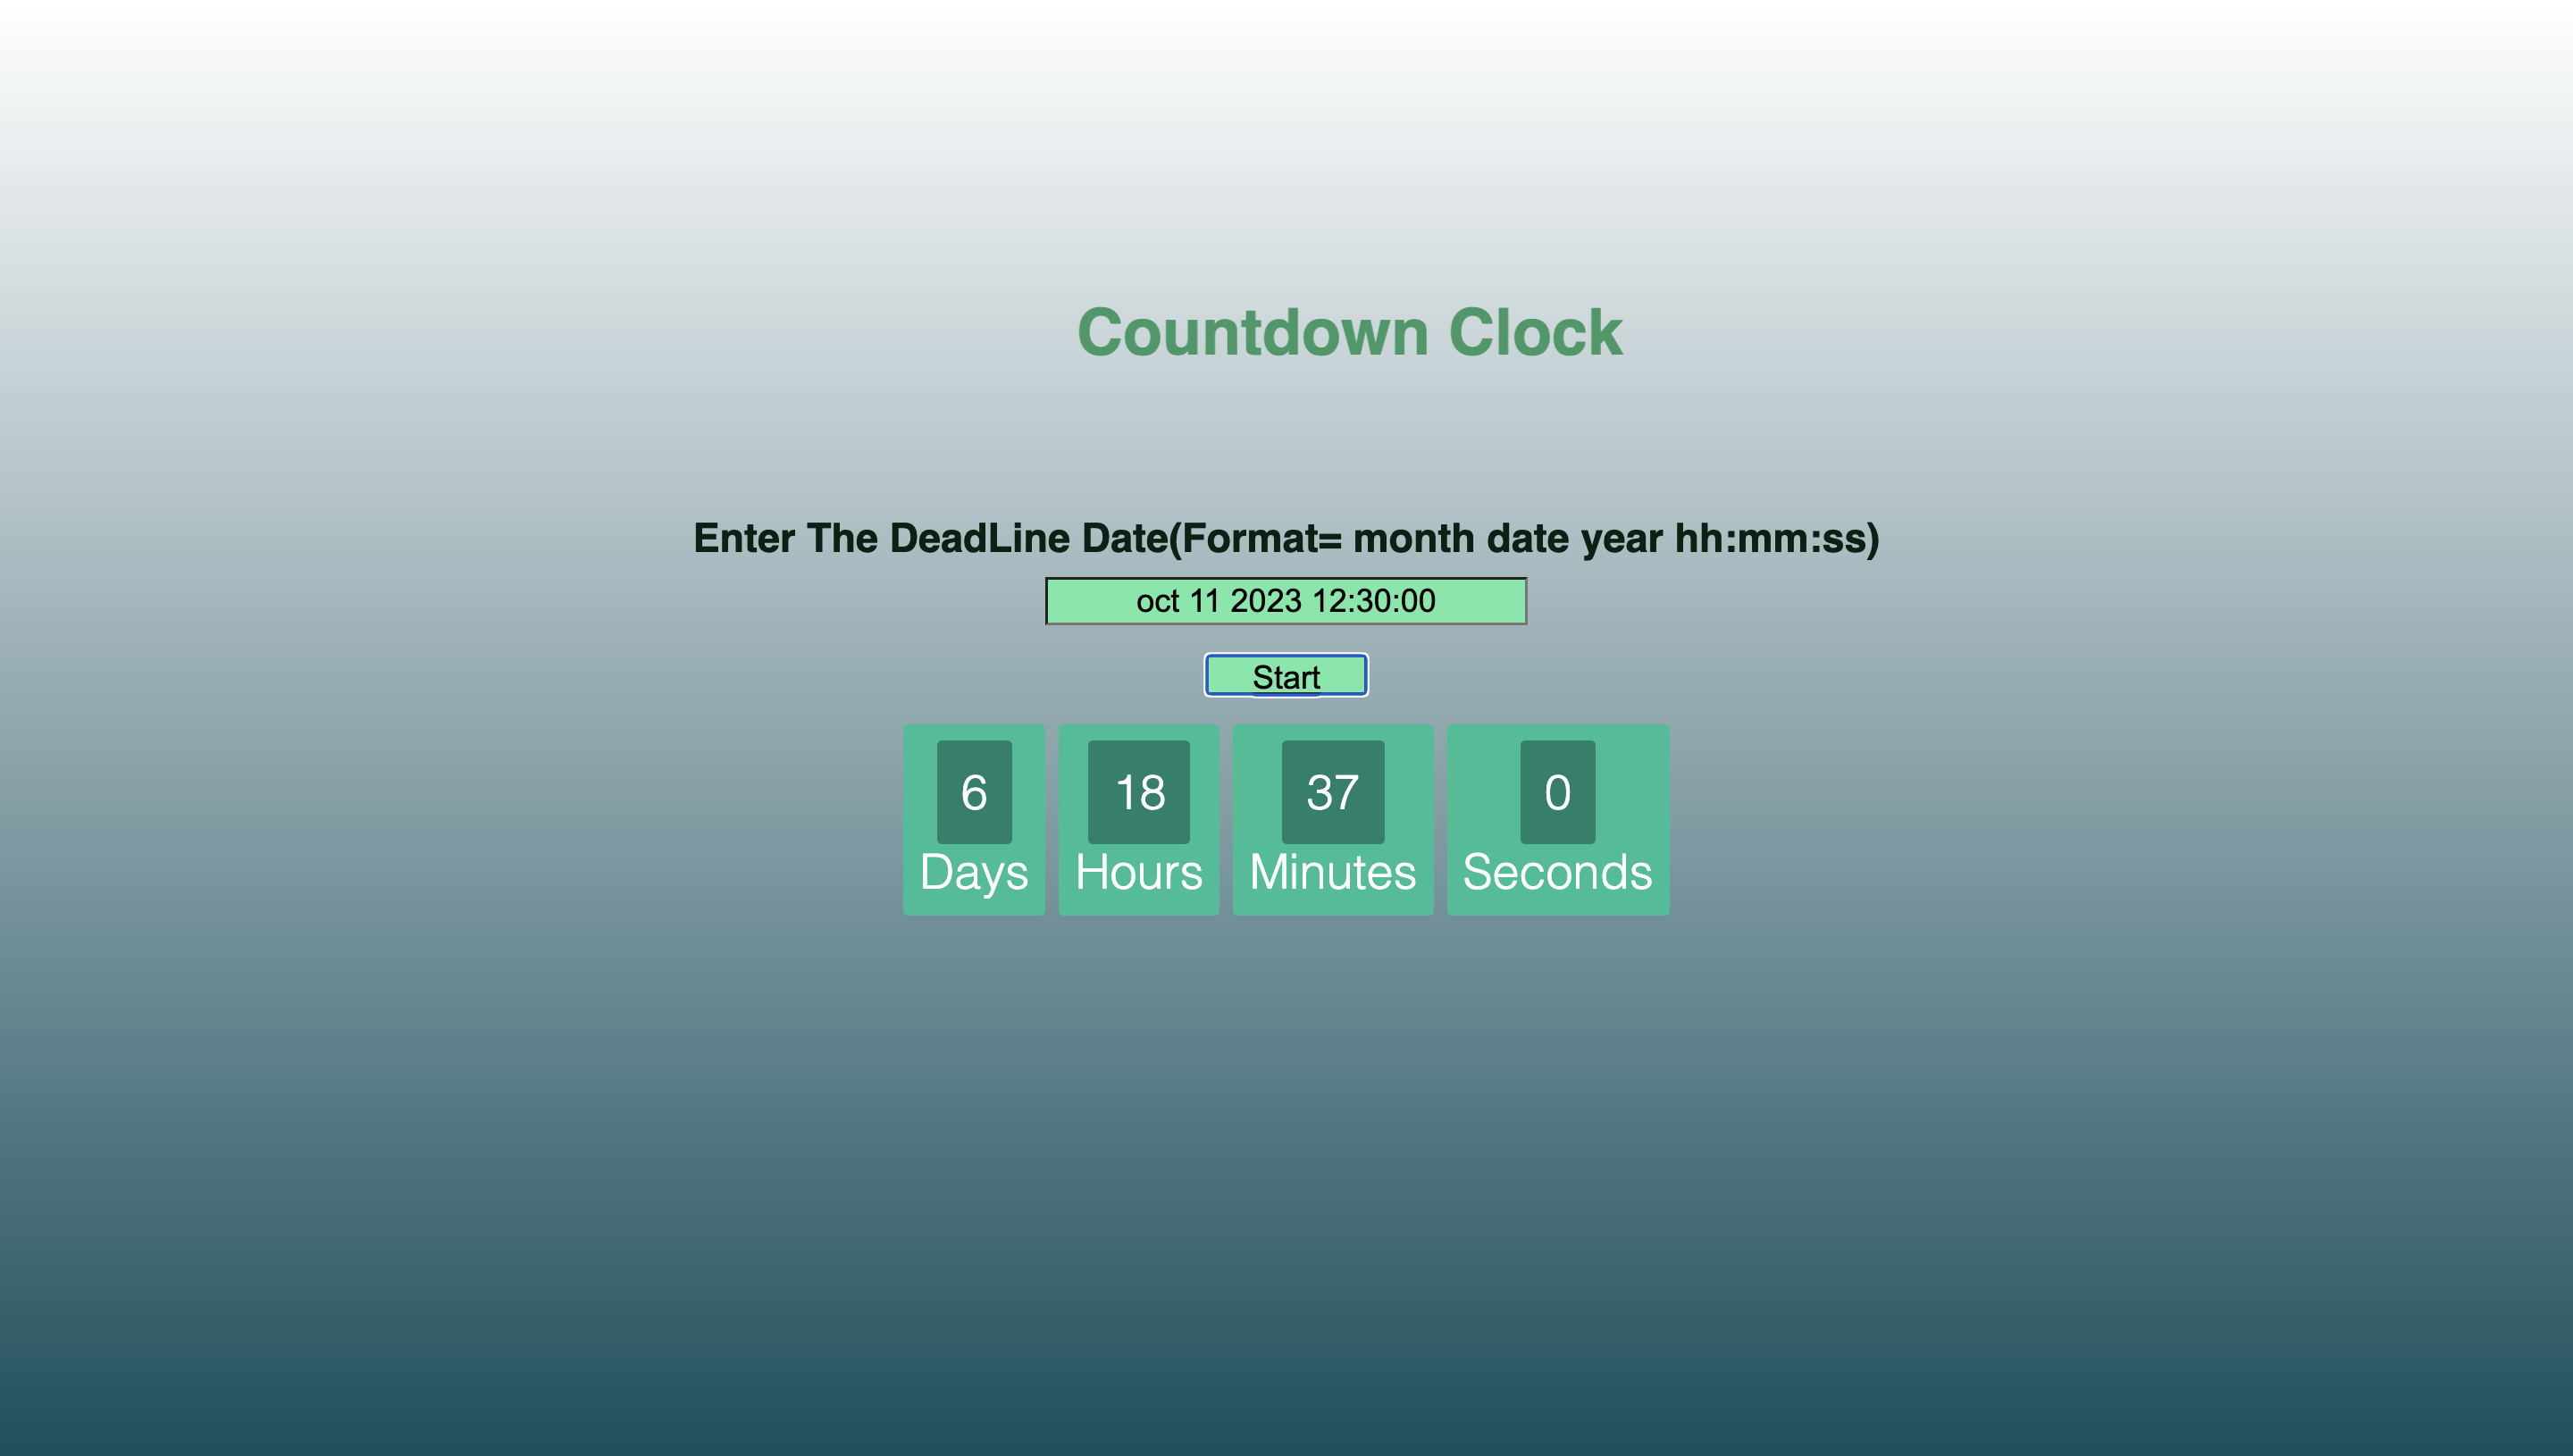 Countdown Clock
Enter The DeadLine Date(Format= month date year hh:mm:ss)
oct 11 2023 12:30:00
Start
6 18 37 0
Days Hours Minutes Seconds